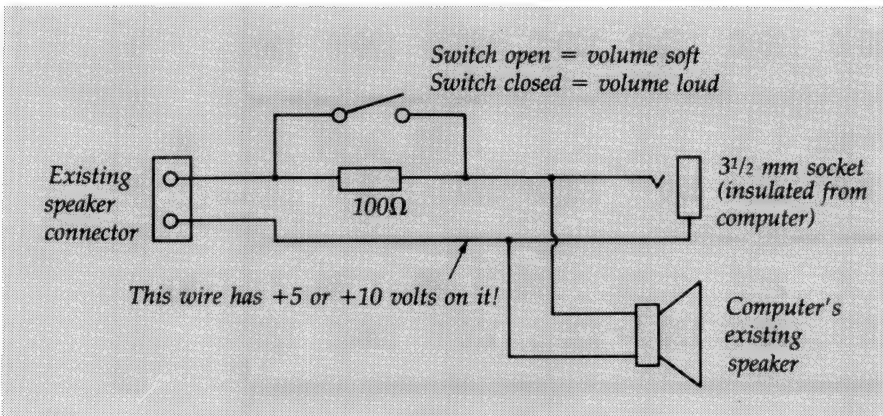 Switch open = volume soft
Switch closed = volume loud
Existing
speaker
connector
100Ω
3½ mm socket
(insulated from
computer)
This wire has +5 or +10 volts on it!
Computer's
existing
speaker